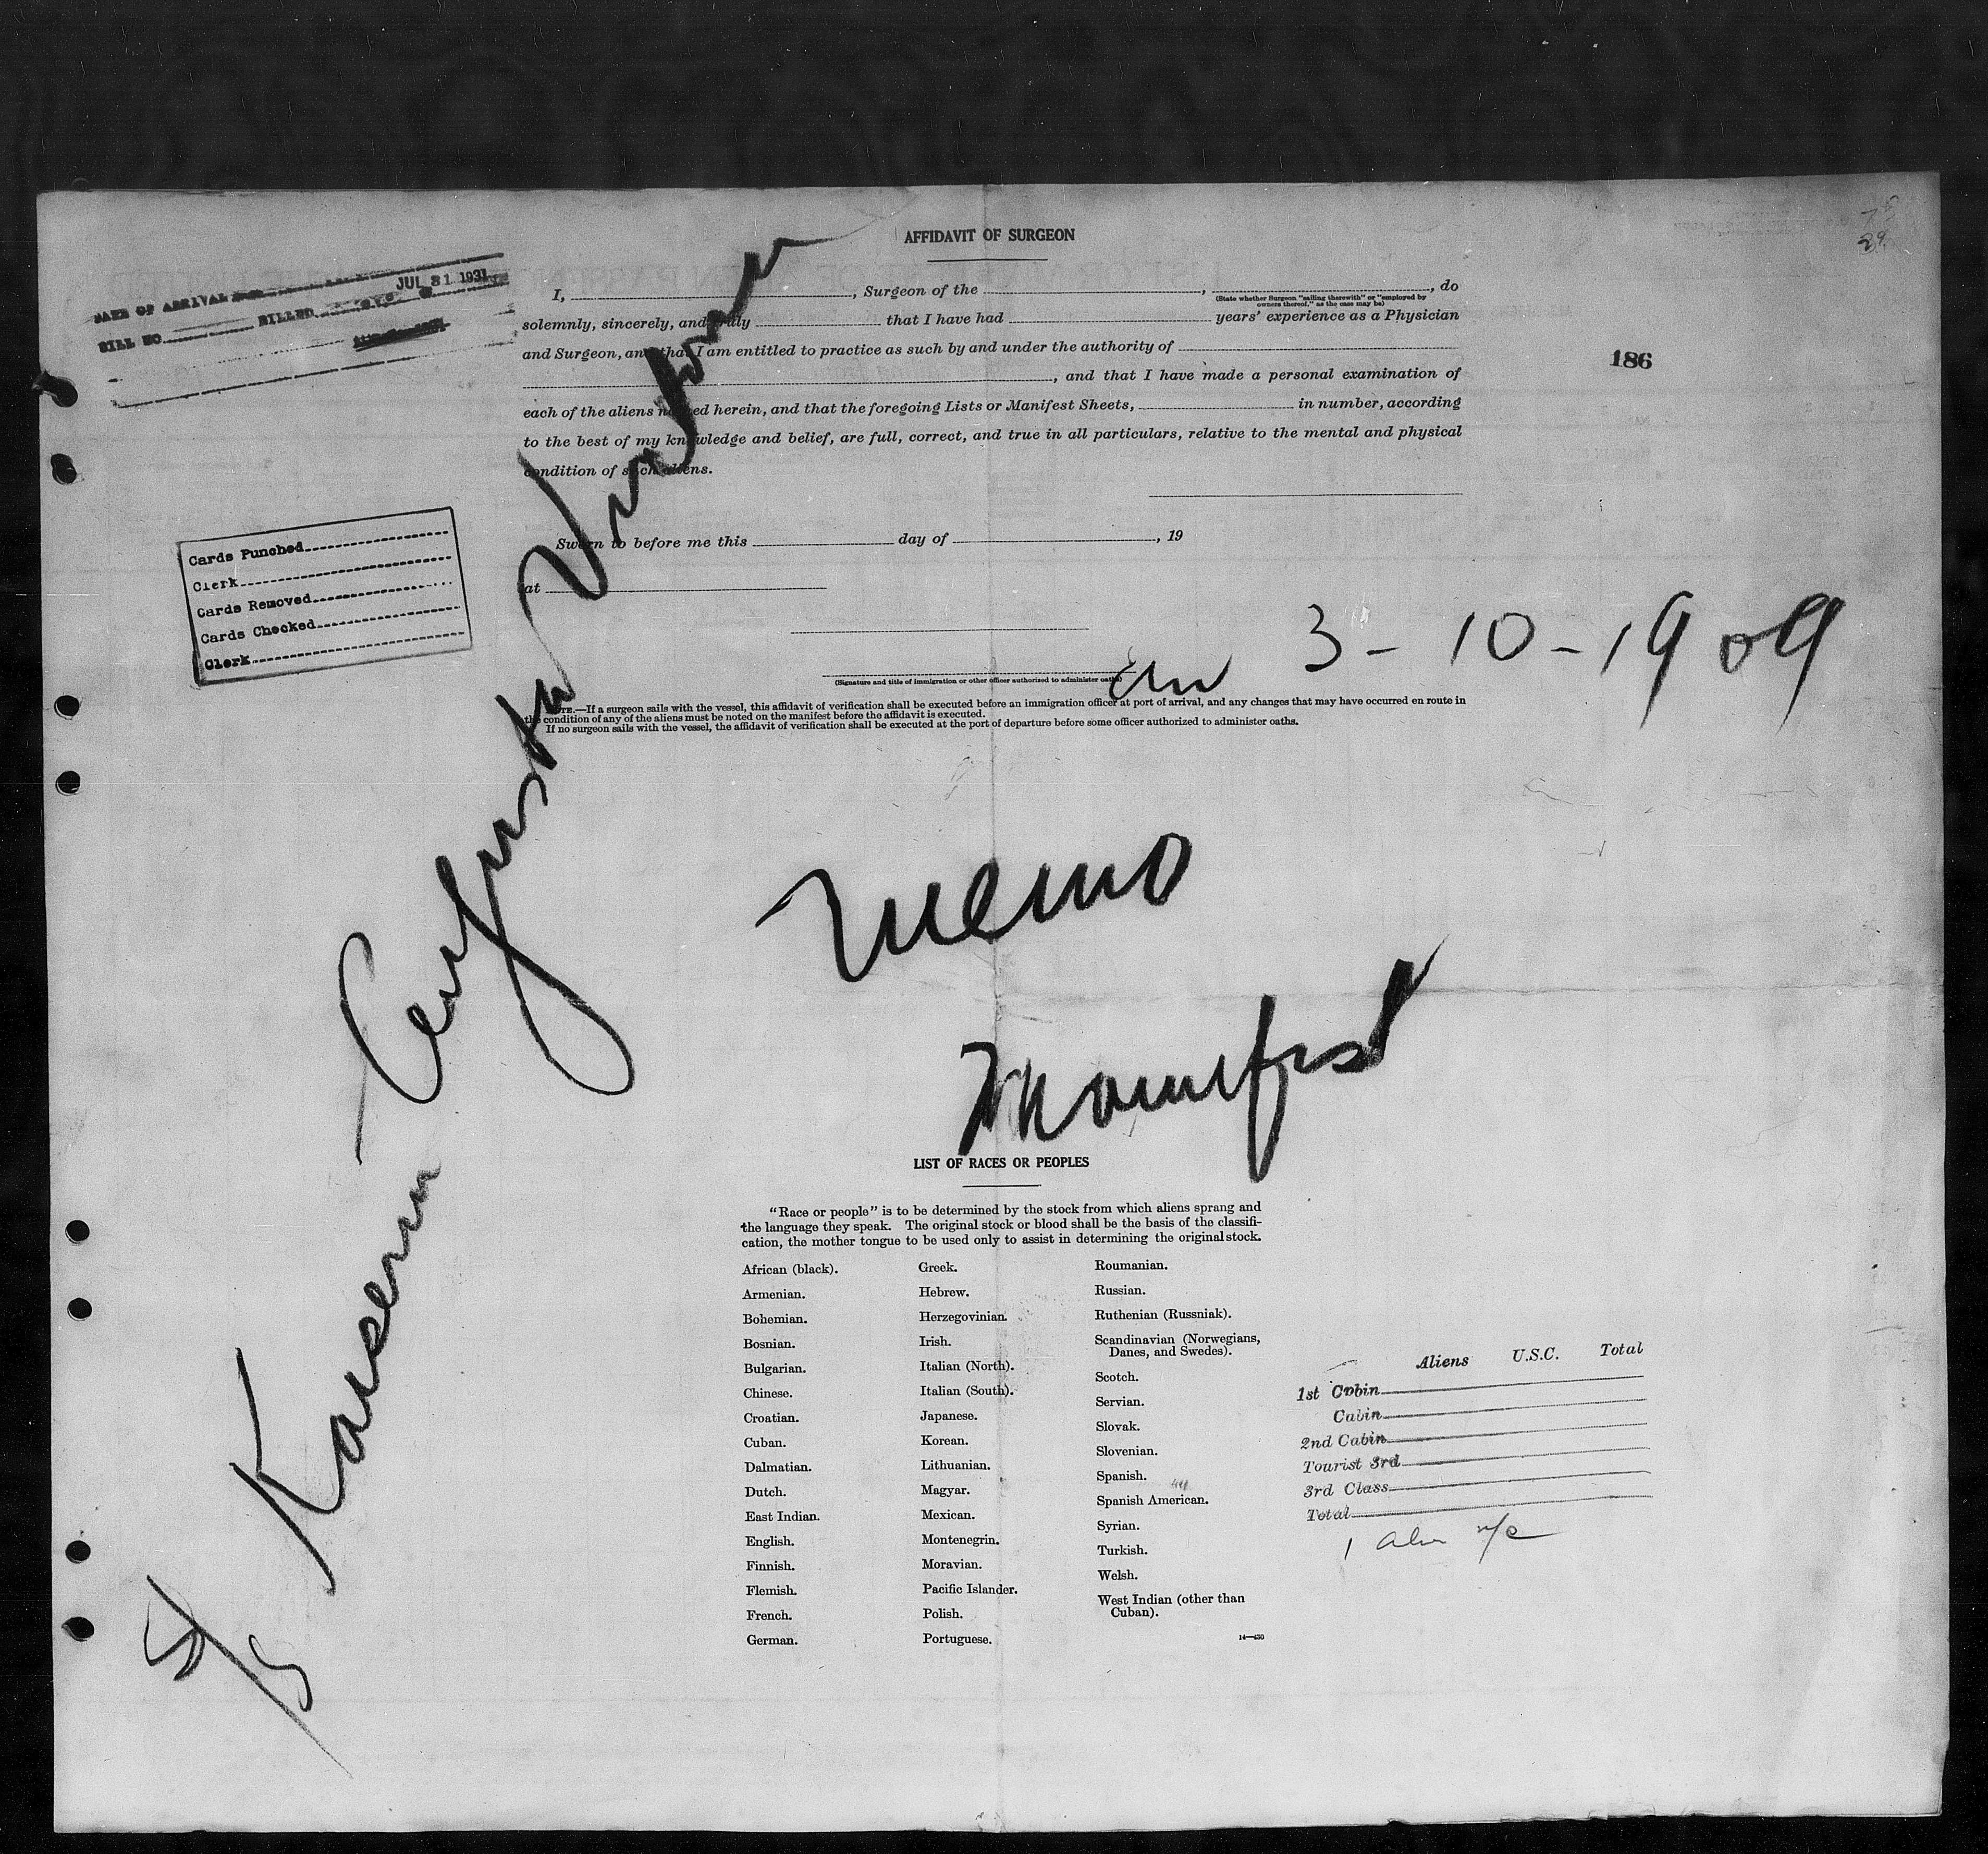 AFFIDAVIT OF SURGEON
JUL 31 1931
DATE OF ARRIVAL
BILL NO. BILLED
I, , Surgeon of the , , do
(State whether Surgeon "sailing therewith" or "employed by owners thereof," as the case may be)
solemnly, sincerely, and truly that I have had years' experience as a Physician
and Surgeon, and that I am entitled to practice as such by and under the authority of
, and that I have made a personal examination of
each of the aliens named herein, and that the foregoing Lists or Manifest Sheets, in number, according
to the best of my knowledge and belief, are full, correct, and true in all particulars, relative to the mental and physical
condition of such aliens.
186
Sworn to before me this day of , 19
at
(Signature and title of immigration or other officer authorized to administer oaths)
NOTE.—If a surgeon sails with the vessel, this affidavit of verification shall be executed before an immigration officer at port of arrival, and any changes that may have occurred en route in
the condition of any of the aliens must be noted on the manifest before the affidavit is executed.
If no surgeon sails with the vessel, the affidavit of verification shall be executed at the port of departure before some officer authorized to administer oaths.
Cards Punched
Clerk
Cards Removed
Cards Checked
Clerk
arr 3-10-1909
SS Kaiserin Auguste Victoria
Memo
Manifest
LIST OF RACES OR PEOPLES
"Race or people" is to be determined by the stock from which aliens sprang and
the language they speak. The original stock or blood shall be the basis of the classifi-
cation, the mother tongue to be used only to assist in determining the original stock.
African (black).
Armenian.
Bohemian.
Bosnian.
Bulgarian.
Chinese.
Croatian.
Cuban.
Dalmatian.
Dutch.
East Indian.
English.
Finnish.
Flemish.
French.
German.
Greek.
Hebrew.
Herzegovinian.
Irish.
Italian (North).
Italian (South).
Japanese.
Korean.
Lithuanian.
Magyar.
Mexican.
Montenegrin.
Moravian.
Pacific Islander.
Polish.
Portuguese.
Roumanian.
Russian.
Ruthenian (Russniak).
Scandinavian (Norwegians,
Danes, and Swedes).
Scotch.
Servian.
Slovak.
Slovenian.
Spanish.
Spanish American.
Syrian.
Turkish.
Welsh.
West Indian (other than
Cuban).
14—430
Aliens U.S.C. Total
1st Cabin
Cabin
2nd Cabin
Tourist 3rd
3rd Class
Total
1